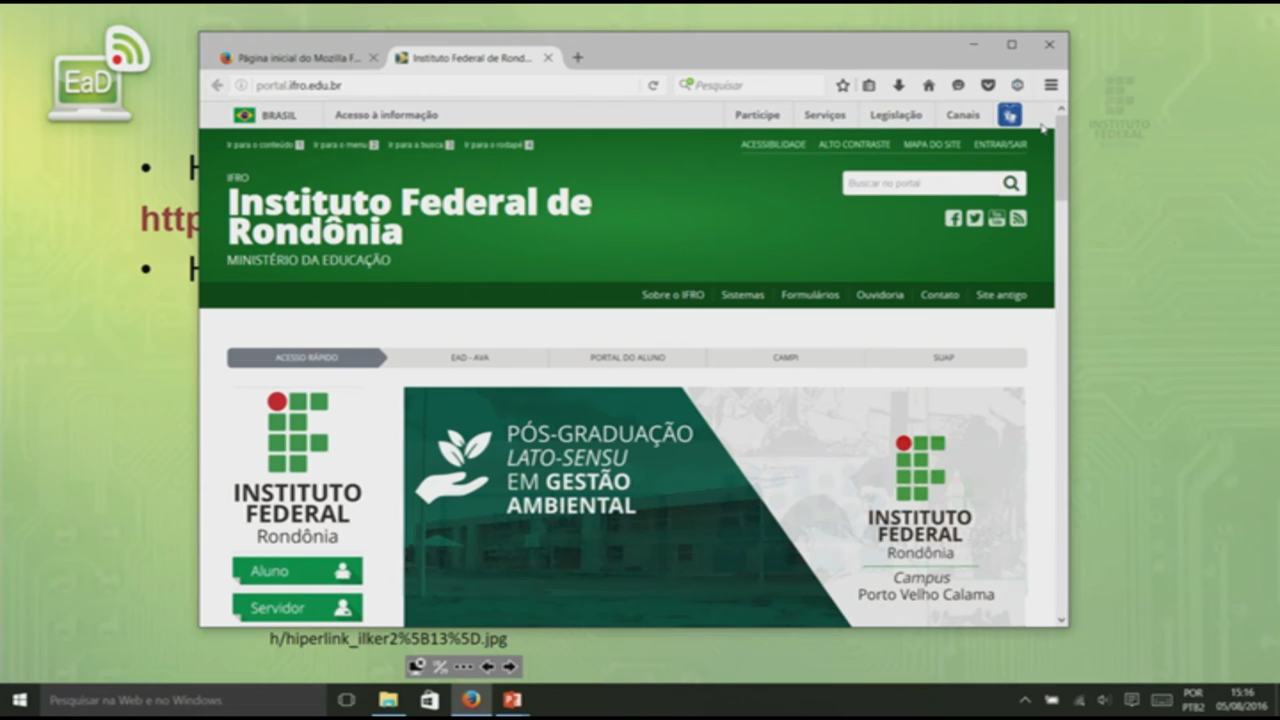 EaD
Página inicial do Mozilla F...
Instituto Federal de Rond...
portal.ifro.edu.br
Pesquisar
BRASIL
Acesso à informação
Participe
Serviços
Legislação
Canais
Ir para o conteúdo 1
Ir para o menu 2
Ir para a busca 3
Ir para o rodapé 4
ACESSIBILIDADE
ALTO CONTRASTE
MAPA DO SITE
ENTRAR/SAIR
IFRO
Instituto Federal de
Rondônia
MINISTÉRIO DA EDUCAÇÃO
Buscar no portal
You Tube
Sobre o IFRO
Sistemas
Formulários
Ouvidoria
Contato
Site antigo
ACESSO RÁPIDO
EAD - AVA
PORTAL DO ALUNO
CAMPI
SUAP
INSTITUTO
FEDERAL
Rondônia
Aluno
Servidor
PÓS-GRADUAÇÃO
LATO-SENSU
EM GESTÃO
AMBIENTAL
INSTITUTO
FEDERAL
Rondônia
Campus
Porto Velho Calama
INSTITUTO
FEDERAL
• H
http
• H
h/hiperlink_ilker2%5B13%5D.jpg
Pesquisar na Web e no Windows
POR
PTB2
15:16
05/08/2016